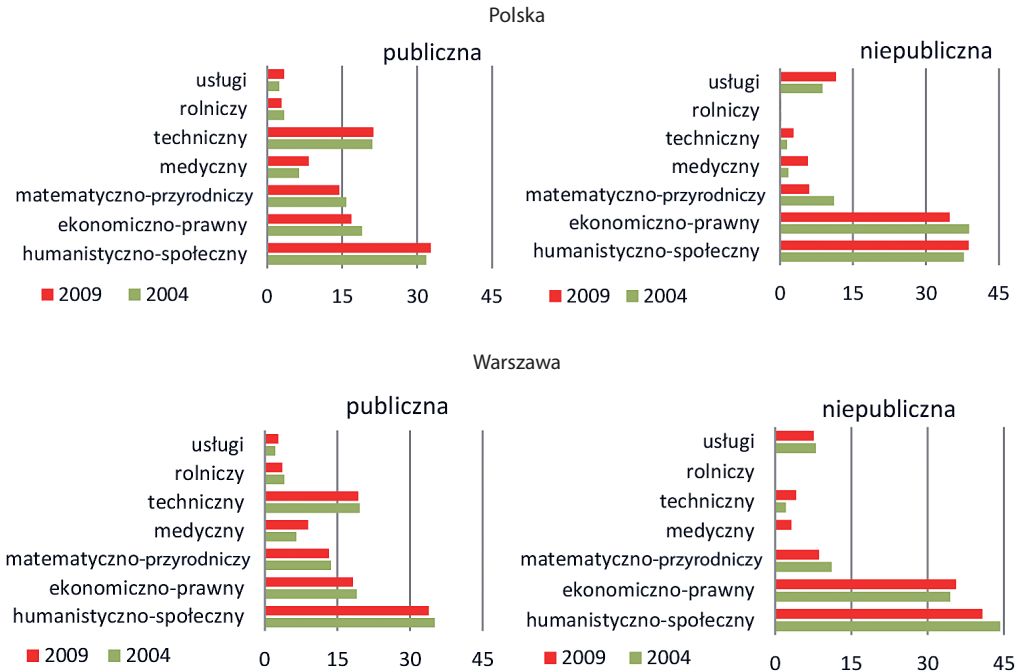 Polska
publiczna
usługi
rolniczy
techniczny
medyczny
matematyczno-przyrodniczy
ekonomiczno-prawny
humanistyczno-społeczny
2009 2004
0 15 30 45
niepubliczna
usługi
rolniczy
techniczny
medyczny
matematyczno-przyrodniczy
ekonomiczno-prawny
humanistyczno-społeczny
2009 2004
0 15 30 45
Warszawa
publiczna
usługi
rolniczy
techniczny
medyczny
matematyczno-przyrodniczy
ekonomiczno-prawny
humanistyczno-społeczny
2009 2004
0 15 30 45
niepubliczna
usługi
rolniczy
techniczny
medyczny
matematyczno-przyrodniczy
ekonomiczno-prawny
humanistyczno-społeczny
2009 2004
0 15 30 45